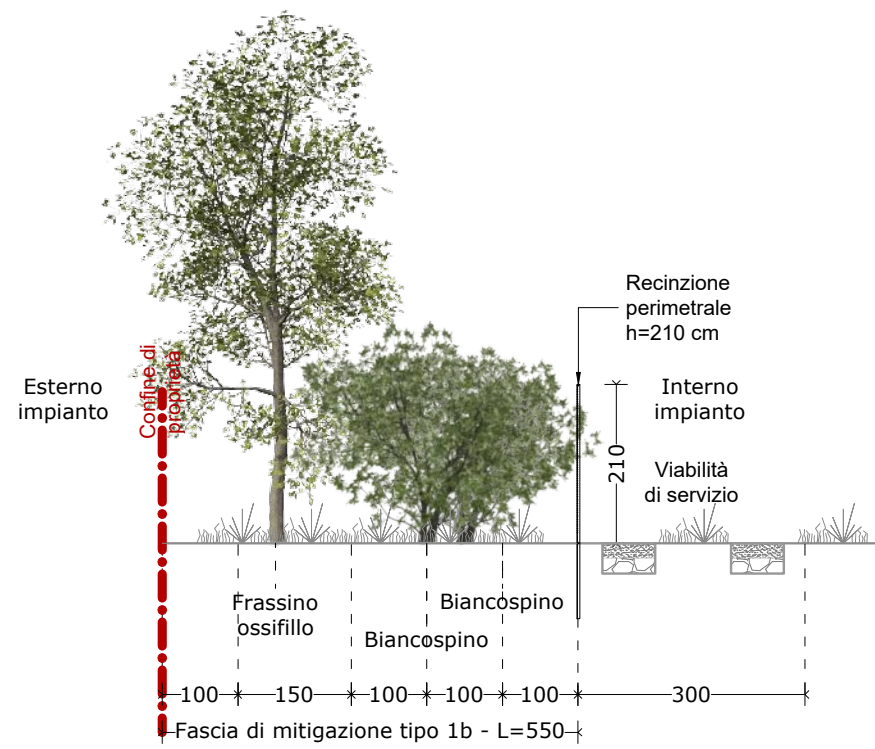 Recinzione
perimetrale
h=210 cm
Esterno
impianto
Confine di
proprietà
Interno
impianto
210
Viabilità
di servizio
Frassino
ossifillo
Biancospino
Biancospino
100
150
100
100
100
300
Fascia di mitigazione tipo 1b - L=550